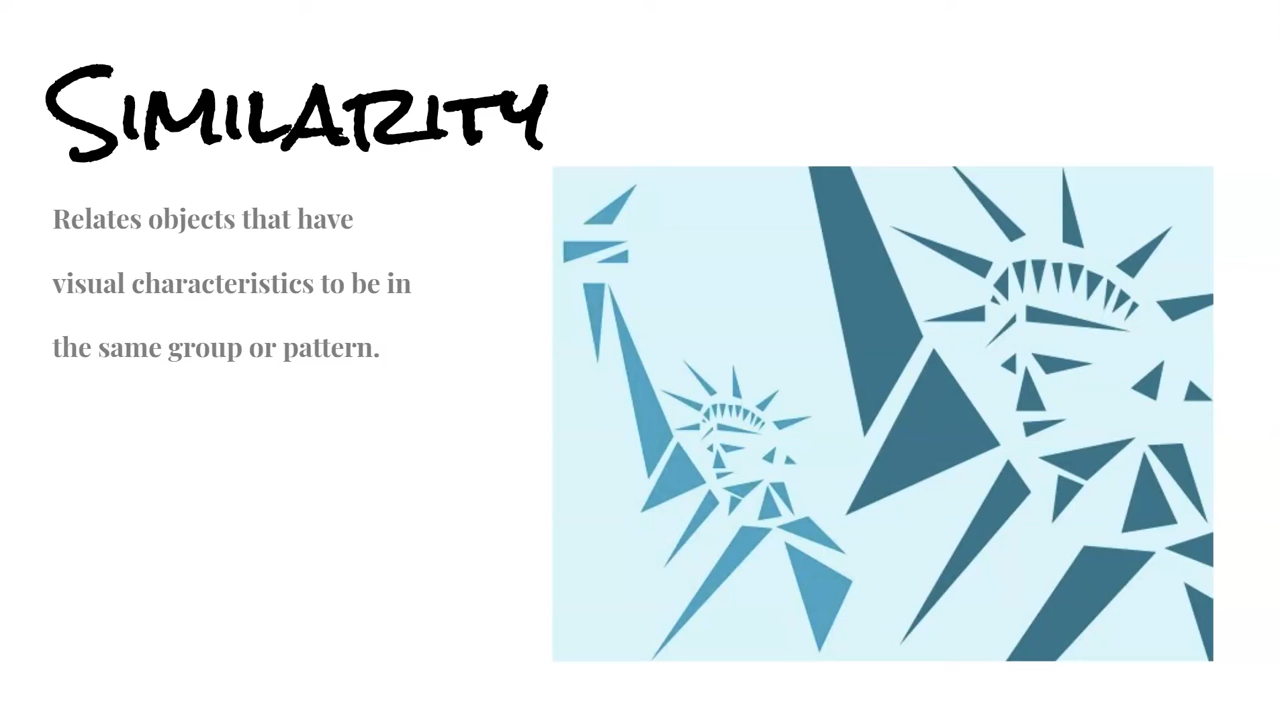 Similarity
Relates objects that have
visual characteristics to be in
the same group or pattern.